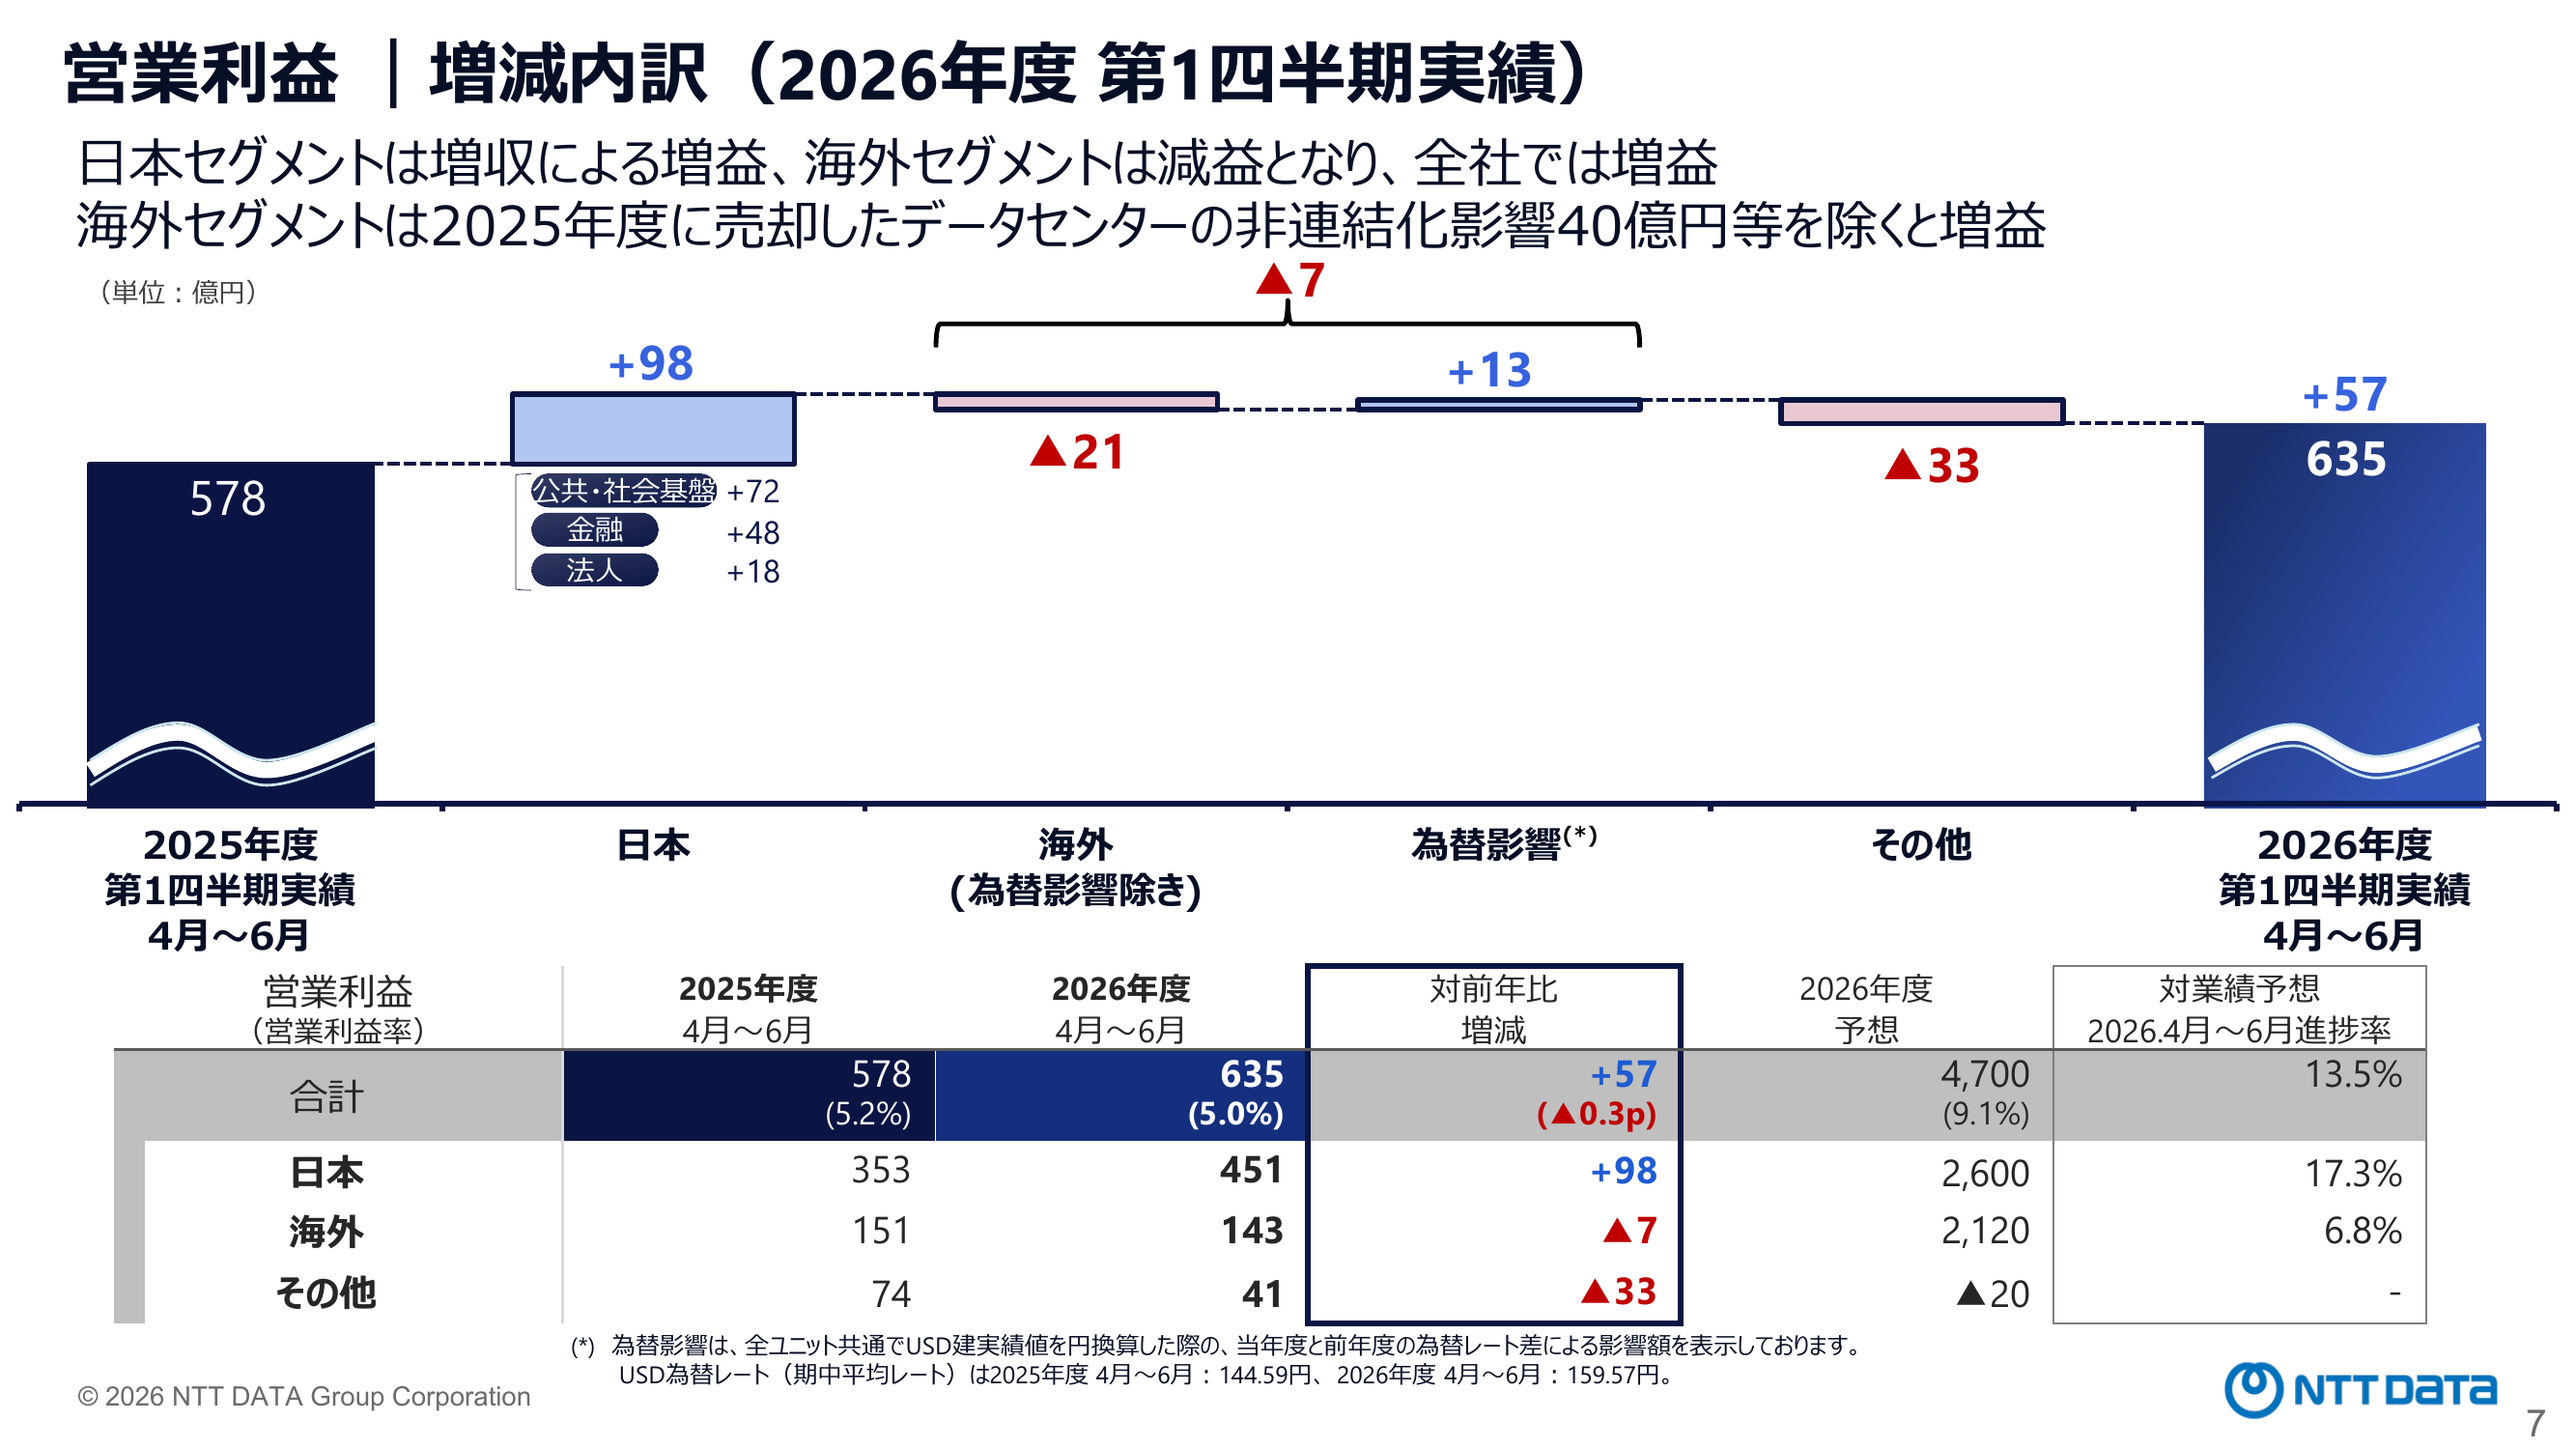 営業利益 ｜増減内訳（2026年度 第1四半期実績）
日本セグメントは増収による増益、海外セグメントは減益となり、全社では増益
海外セグメントは2025年度に売却したデータセンターの非連結化影響40億円等を除くと増益
（単位：億円）
▲7
+98
+13
+57
578
▲21
▲33
635
公共・社会基盤 +72
金融 +48
法人 +18
2025年度
第1四半期実績
4月～6月
日本
海外
(為替影響除き)
為替影響(*)
その他
2026年度
第1四半期実績
4月～6月
営業利益
（営業利益率）
2025年度
4月～6月
2026年度
4月～6月
対前年比
増減
2026年度
予想
対業績予想
2026.4月～6月進捗率
合計
578 635 +57 4,700 13.5%
(5.2%) (5.0%) (▲0.3p) (9.1%)
日本 353 451 +98 2,600 17.3%
海外 151 143 ▲7 2,120 6.8%
その他 74 41 ▲33 ▲20 -
(*) 為替影響は、全ユニット共通でUSD建実績値を円換算した際の、当年度と前年度の為替レート差による影響額を表示しております。
USD為替レート（期中平均レート）は2025年度 4月～6月：144.59円、2026年度 4月～6月：159.57円。
© 2026 NTT DATA Group Corporation
NTT DATA
7